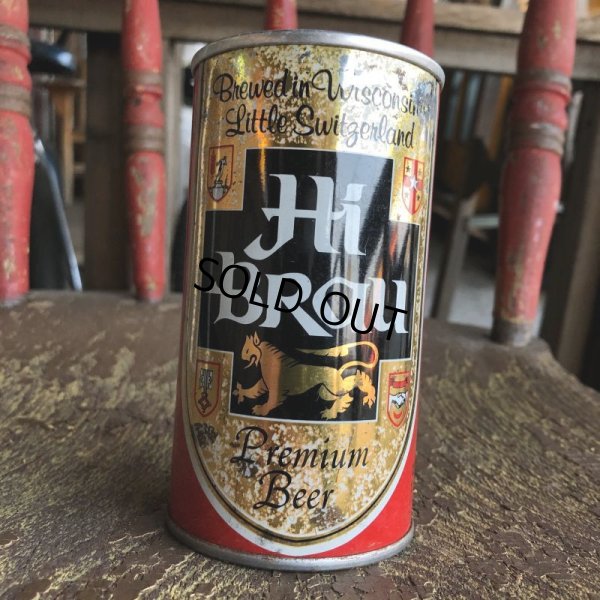 Brewed in Wisconsin
Little Switzerland
Hi
BRau
SOLD OUT
Premium
Beer